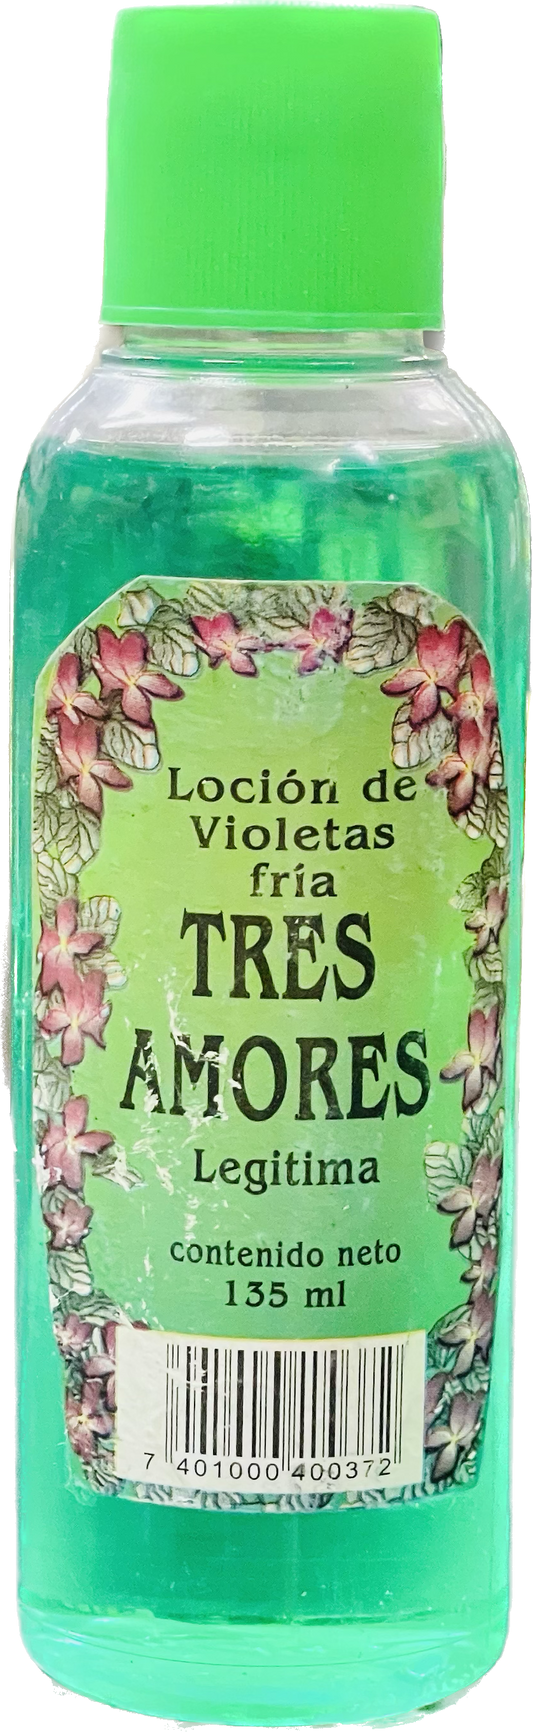 Loción de
Violetas
fría
TRES
AMORES
Legitima
contenido neto
135 ml
7 401000 400372